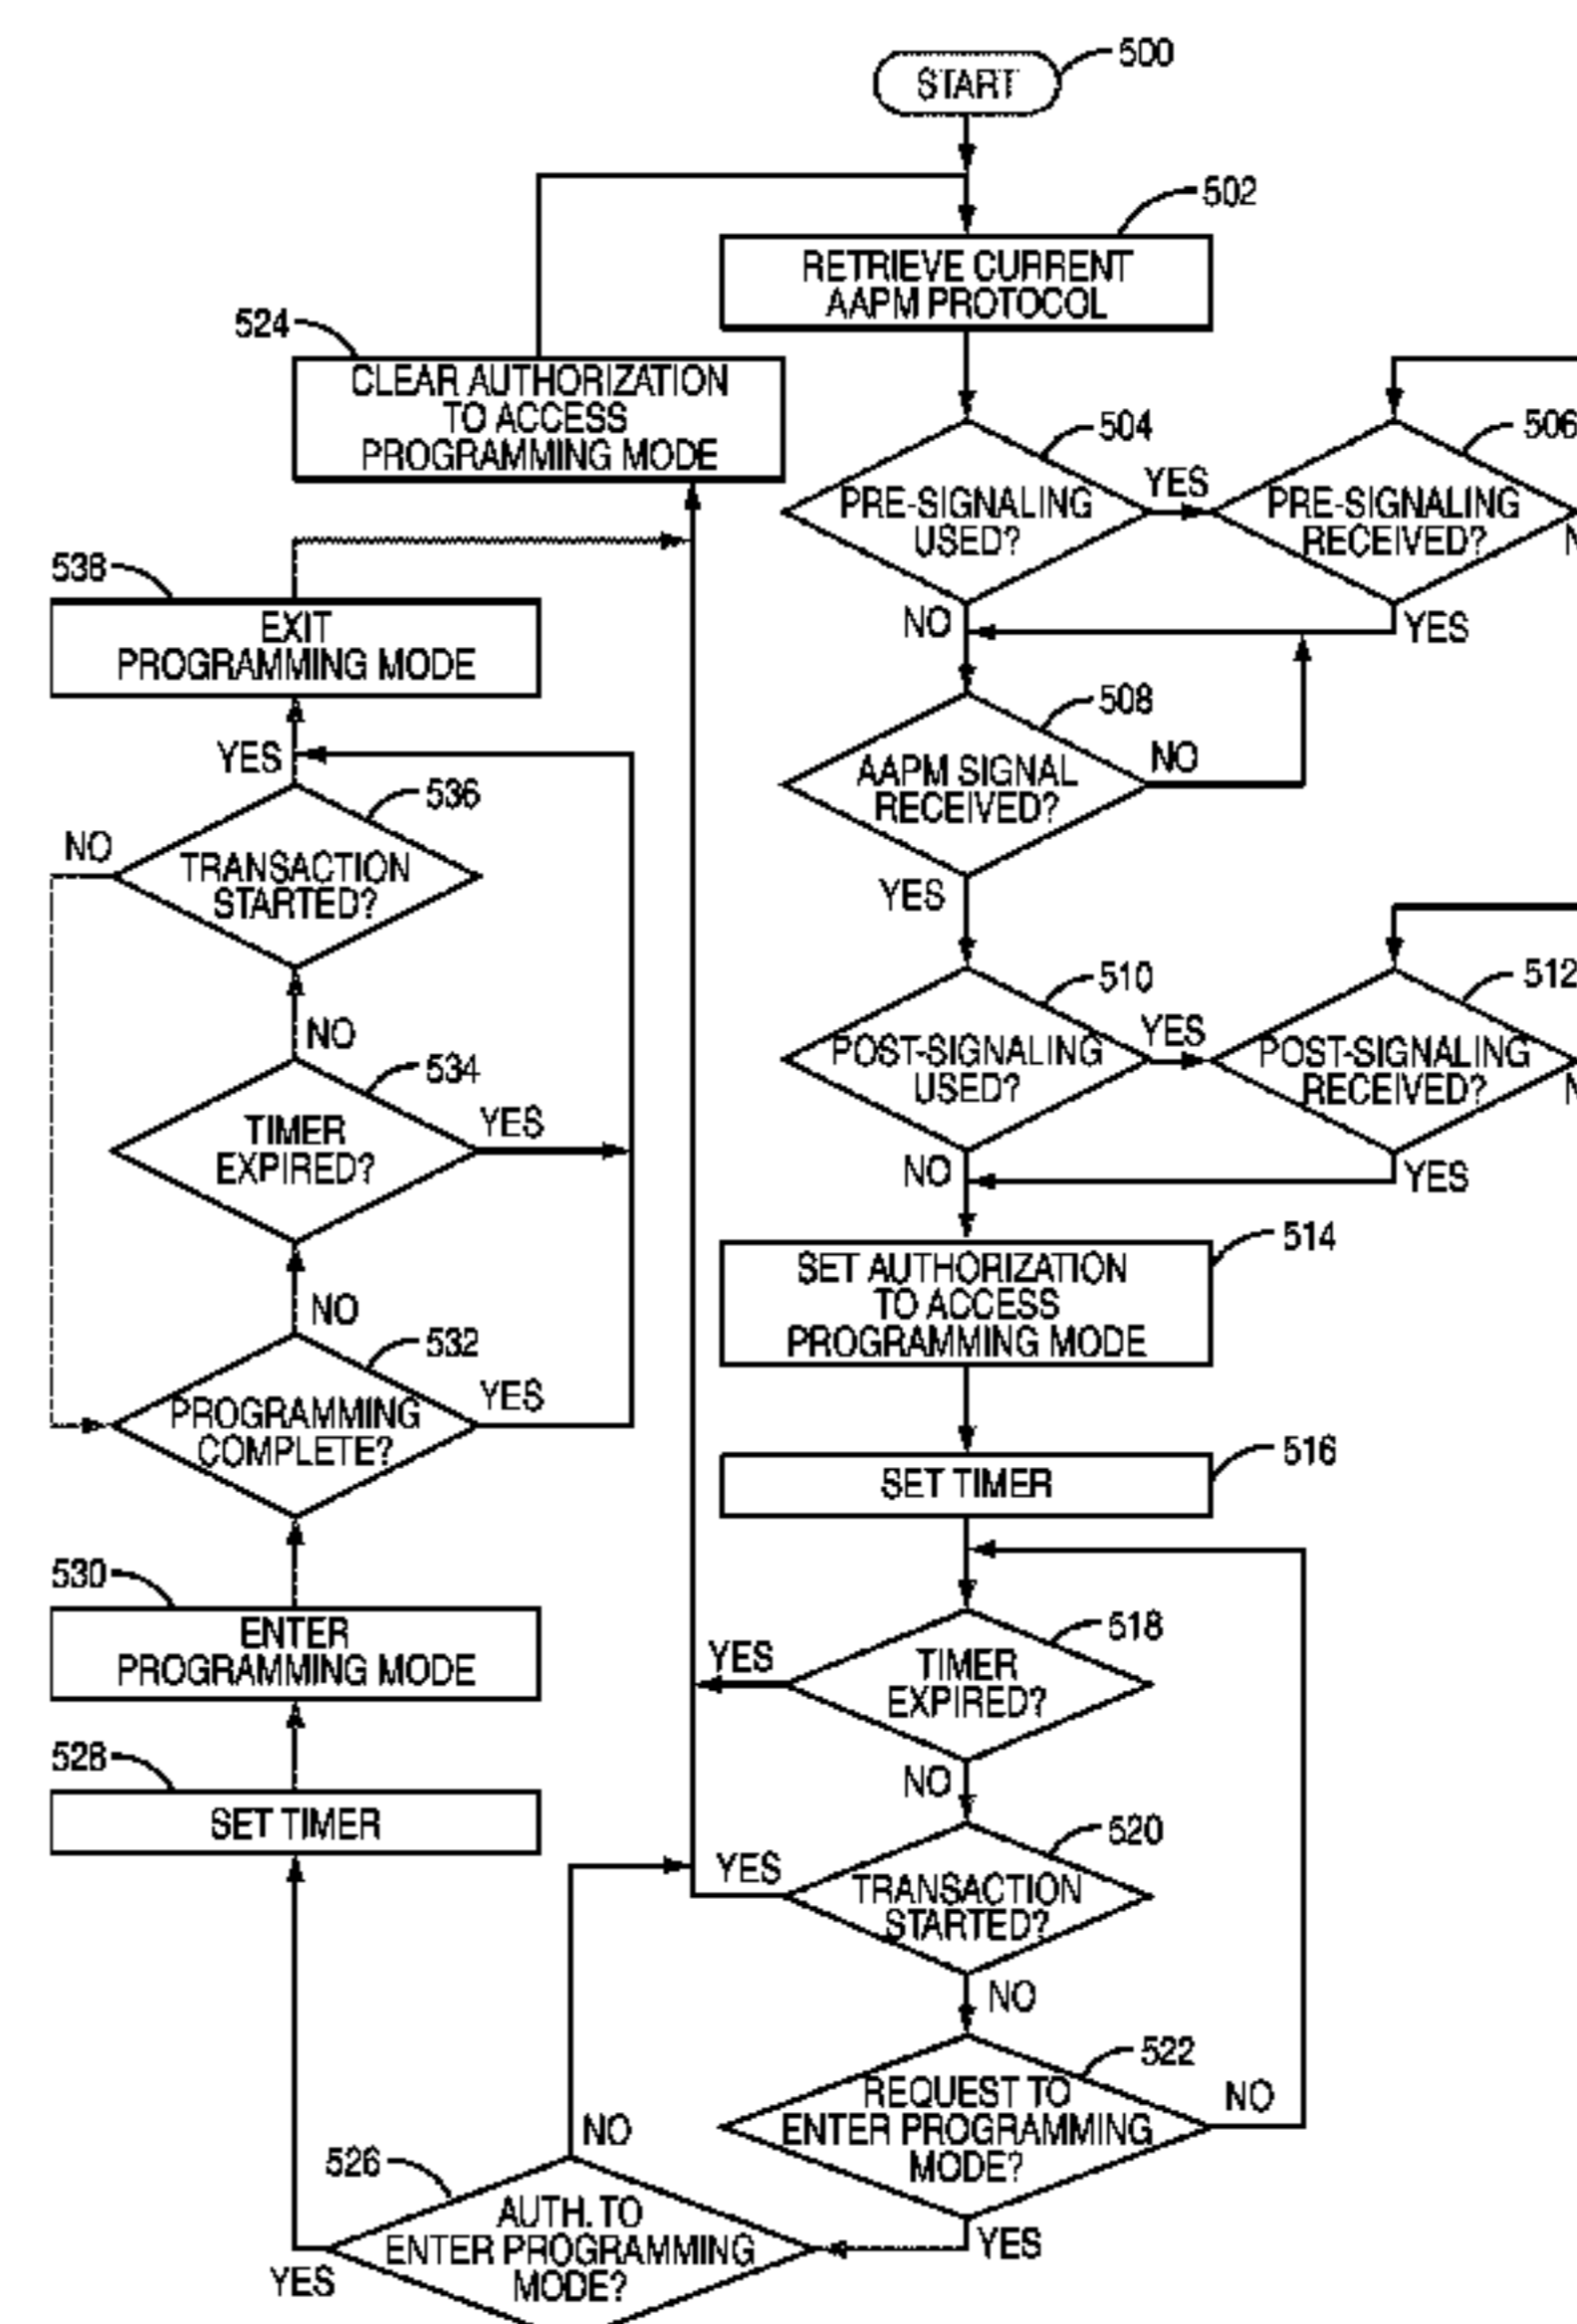 START
500
502
RETRIEVE CURRENT
AAPM PROTOCOL
524
CLEAR AUTHORIZATION
TO ACCESS
PROGRAMMING MODE
504
PRE-SIGNALING
USED?
YES
NO
506
PRE-SIGNALING
RECEIVED?
N
YES
508
AAPM SIGNAL
RECEIVED?
NO
YES
510
POST-SIGNALING
USED?
YES
NO
512
POST-SIGNALING
RECEIVED?
N
YES
514
SET AUTHORIZATION
TO ACCESS
PROGRAMMING MODE
516
SET TIMER
518
TIMER
EXPIRED?
YES
NO
520
TRANSACTION
STARTED?
YES
NO
522
REQUEST TO
ENTER PROGRAMMING
MODE?
NO
YES
526
AUTH. TO
ENTER PROGRAMMING
MODE?
NO
YES
528
SET TIMER
530
ENTER
PROGRAMMING MODE
532
PROGRAMMING
COMPLETE?
YES
NO
534
TIMER
EXPIRED?
YES
NO
536
TRANSACTION
STARTED?
NO
YES
538
EXIT
PROGRAMMING MODE